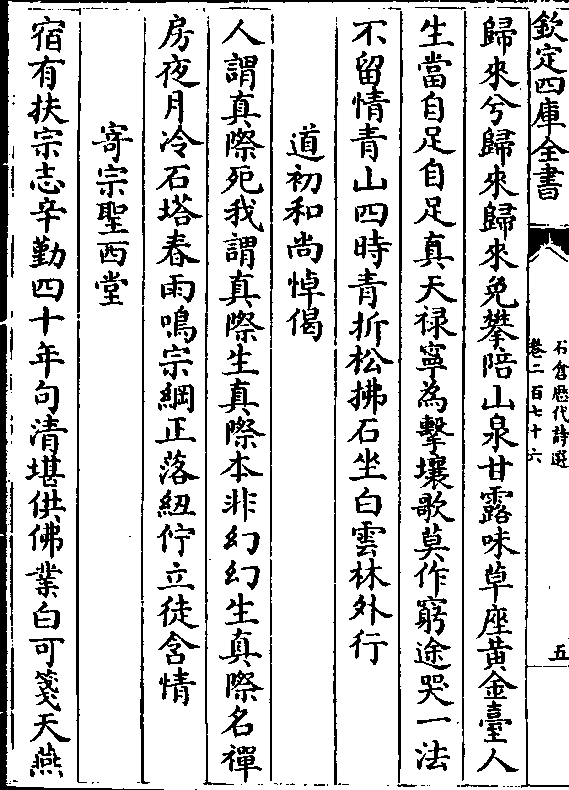 欽定四庫全書
石倉歷代詩選
卷二百七十六
五
歸來兮歸來歸來免攀陪山泉甘露味草座黃金臺人
生當自足自足真天禄寧為擊壤歌莫作窮途哭一法
不留情青山四時青折松拂石坐白雲林外行
道初和尚悼偈
人謂真際死我謂真際生真際本非幻幻生真際名禪
房夜月冷石塔春雨鳴宗綱正落紐佇立徒含情
寄宗聖西堂
宿有扶宗志辛勤四十年句清堪供佛業白可箋天燕